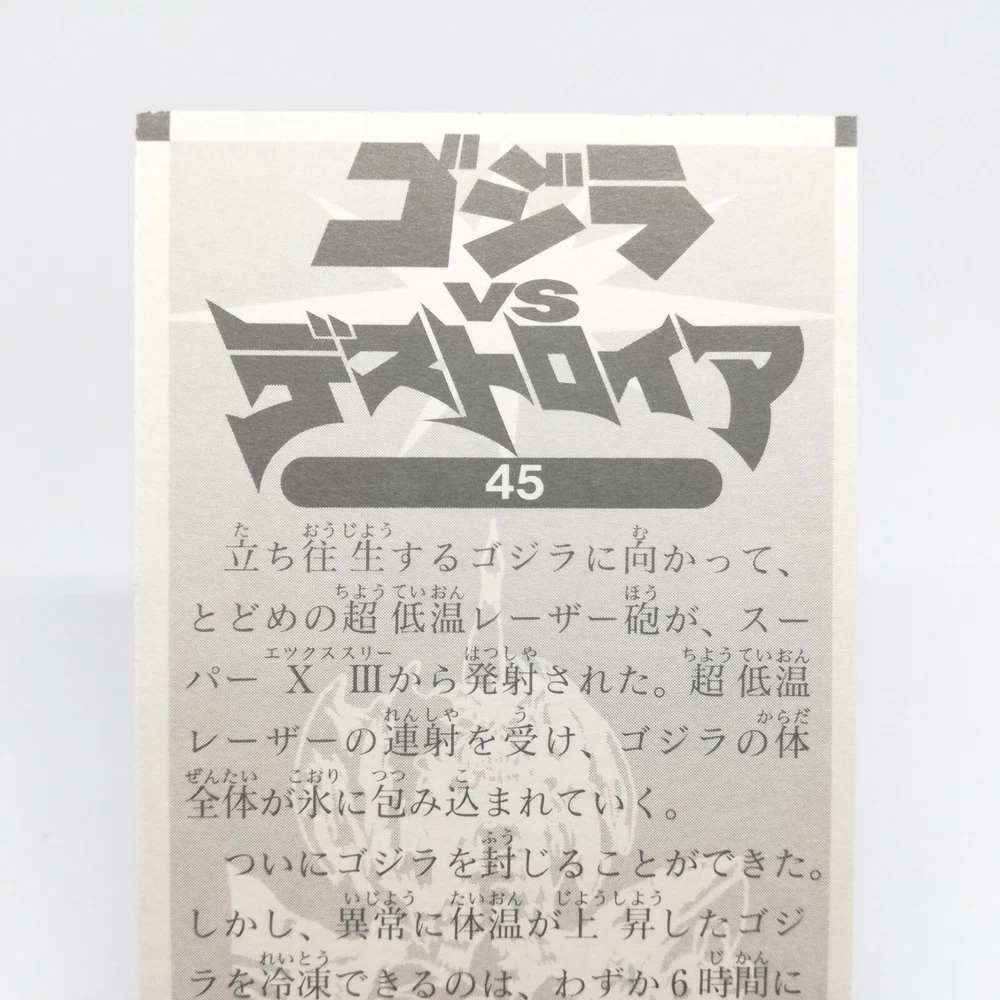 ゴジラ
VS
デストロイア
45
立ち往生するゴジラに向かって、
とどめの超低温レーザー砲が、スー
パーX Ⅲから発射された。超低温
レーザーの連射を受け、ゴジラの体
全体が氷に包み込まれていく。
ついにゴジラを封じることができた。
しかし、異常に体温が上昇したゴジ
ラを冷凍できるのは、わずか6時間に